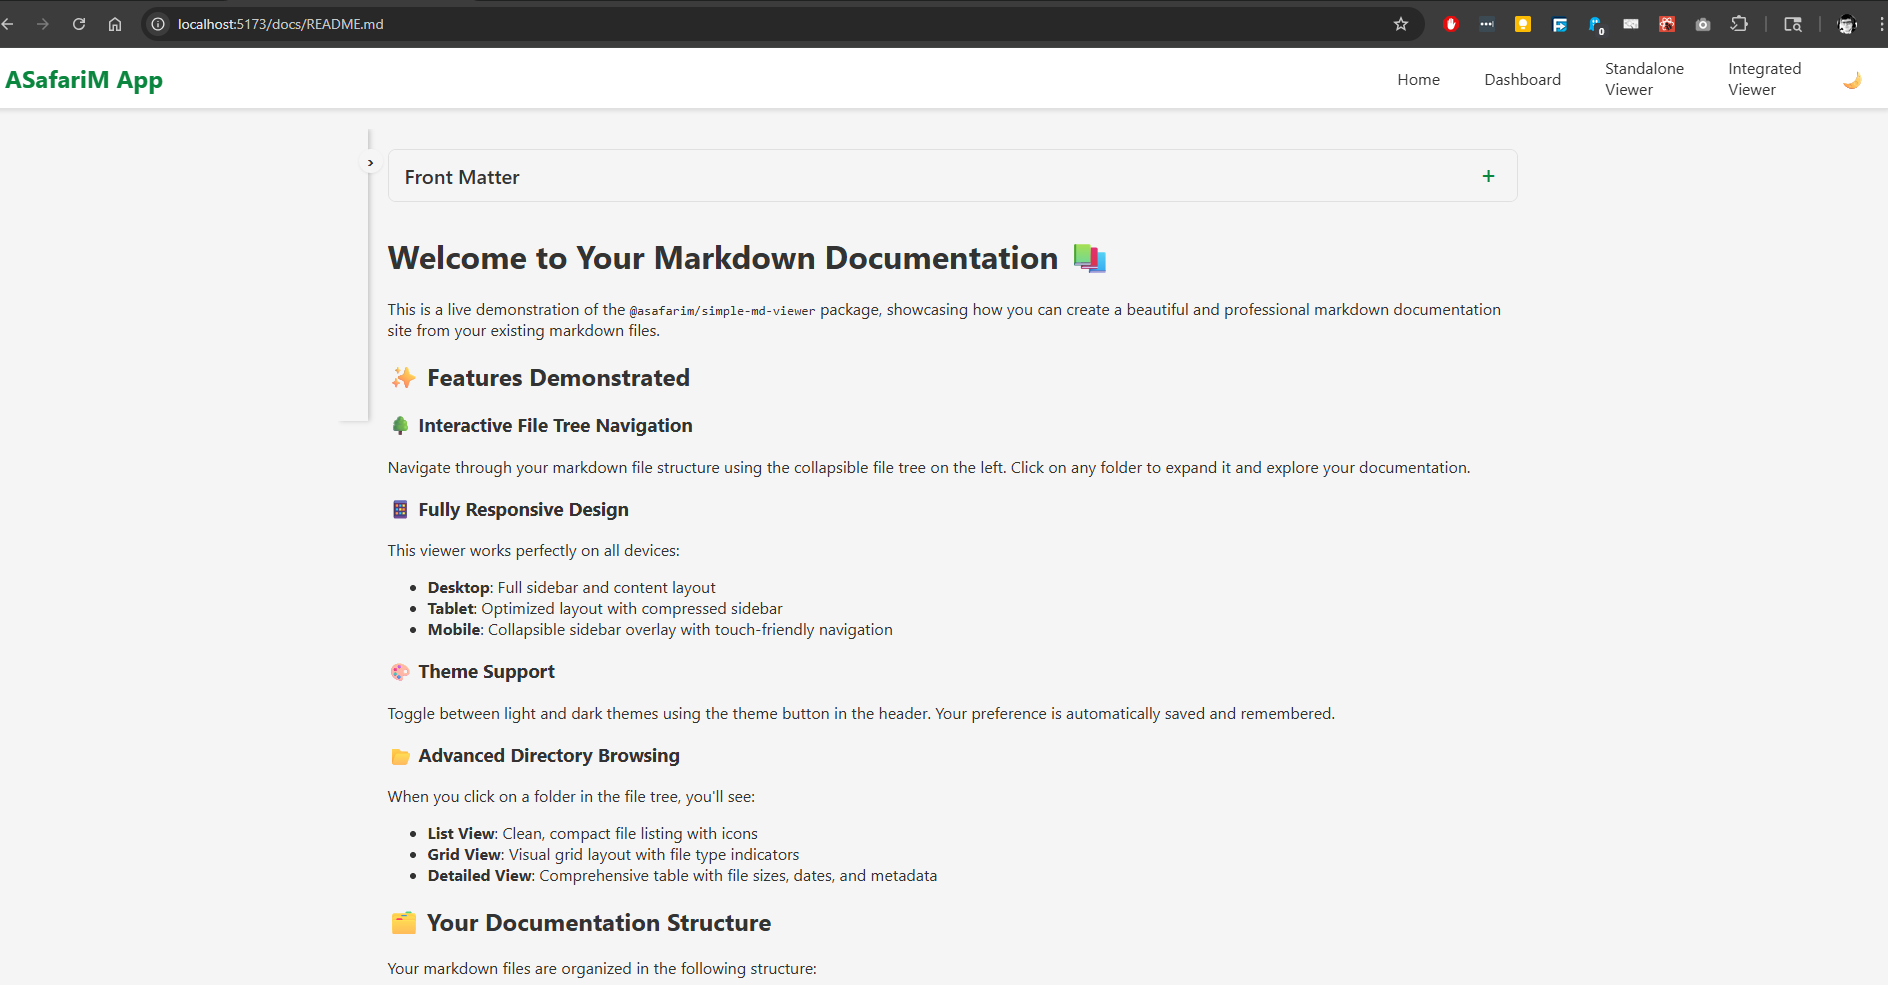 localhost:5173/docs/README.md
0
ASafariM App
Home
Dashboard
Standalone
Viewer
Integrated
Viewer
›
Front Matter
+
Welcome to Your Markdown Documentation
This is a live demonstration of the @asafarim/simple-md-viewer package, showcasing how you can create a beautiful and professional markdown documentation
site from your existing markdown files.
Features Demonstrated
Interactive File Tree Navigation
Navigate through your markdown file structure using the collapsible file tree on the left. Click on any folder to expand it and explore your documentation.
Fully Responsive Design
This viewer works perfectly on all devices:
• Desktop: Full sidebar and content layout
• Tablet: Optimized layout with compressed sidebar
• Mobile: Collapsible sidebar overlay with touch-friendly navigation
Theme Support
Toggle between light and dark themes using the theme button in the header. Your preference is automatically saved and remembered.
Advanced Directory Browsing
When you click on a folder in the file tree, you'll see:
• List View: Clean, compact file listing with icons
• Grid View: Visual grid layout with file type indicators
• Detailed View: Comprehensive table with file sizes, dates, and metadata
Your Documentation Structure
Your markdown files are organized in the following structure: